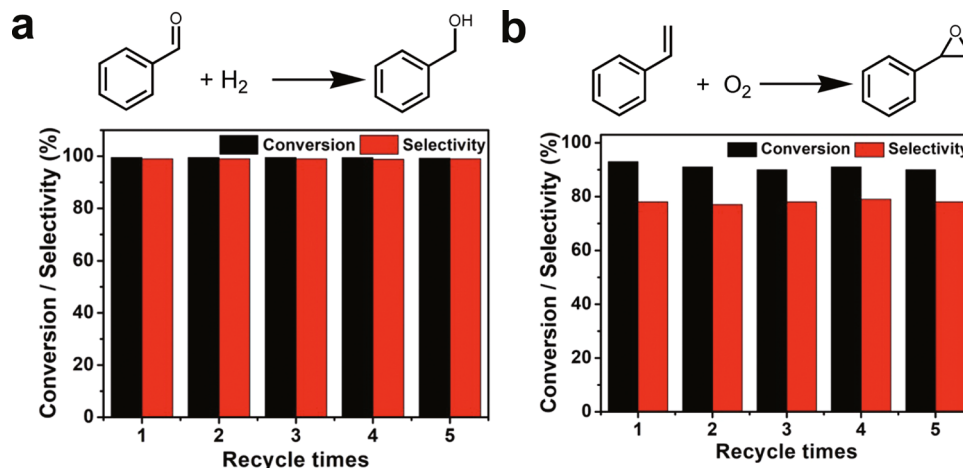 a
O
+ H2
OH
Conversion Selectivity
Conversion / Selectivity (%)
100
80
60
40
20
0
1 2 3 4 5
Recycle times
b
+ O2
O
Conversion Selectivity
Conversion / Selectivity (%)
100
80
60
40
20
0
1 2 3 4 5
Recycle times